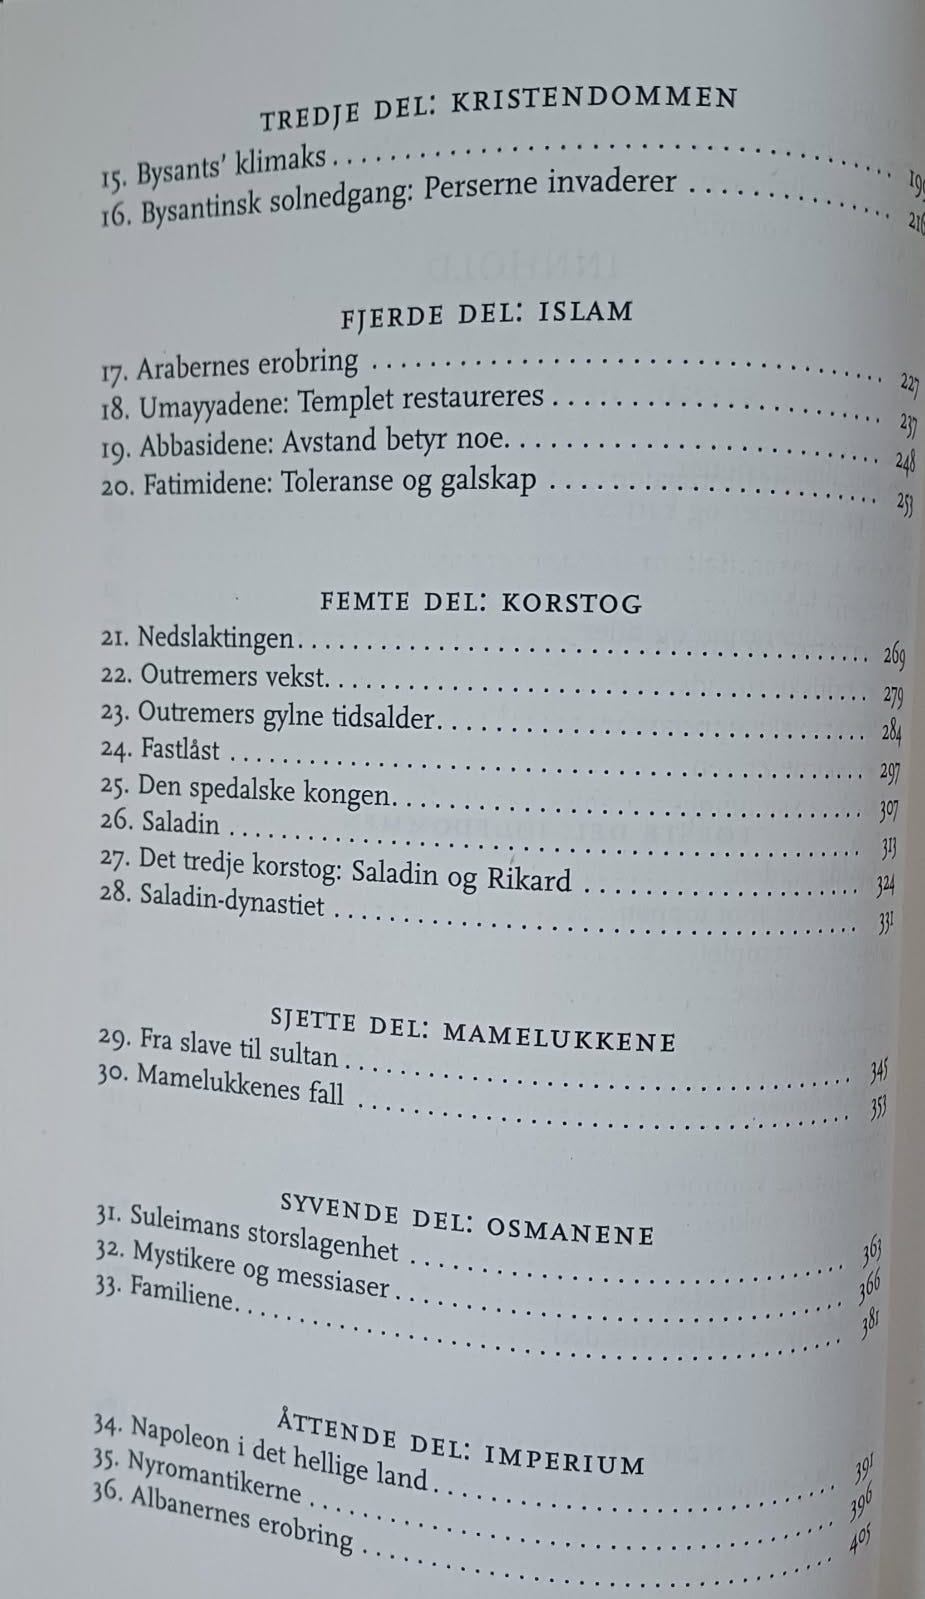 TREDJE DEL: KRISTENDOMMEN
15. Bysants' klimaks
16. Bysantinsk solnedgang: Perserne invaderer 216
FJERDE DEL: ISLAM
17. Arabernes erobring 227
18. Umayyadene: Templet restaureres 237
19. Abbasidene: Avstand betyr noe. 248
20. Fatimidene: Toleranse og galskap 253
FEMTE DEL: KORSTOG
21. Nedslaktingen 269
22. Outremers vekst. 279
23. Outremers gylne tidsalder. 284
24. Fastlåst 297
25. Den spedalske kongen. 307
26. Saladin 313
27. Det tredje korstog: Saladin og Rikard 324
28. Saladin-dynastiet 331
SJETTE DEL: MAMELUKKENE
29. Fra slave til sultan 345
30. Mamelukkenes fall 353
SYVENDE DEL: OSMANENE
31. Suleimans storslagenhet 363
32. Mystikere og messiaser 366
33. Familiene. 381
ÅTTENDE DEL: IMPERIUM
34. Napoleon i det hellige land 391
35. Nyromantikerne 396
36. Albanernes erobring 405